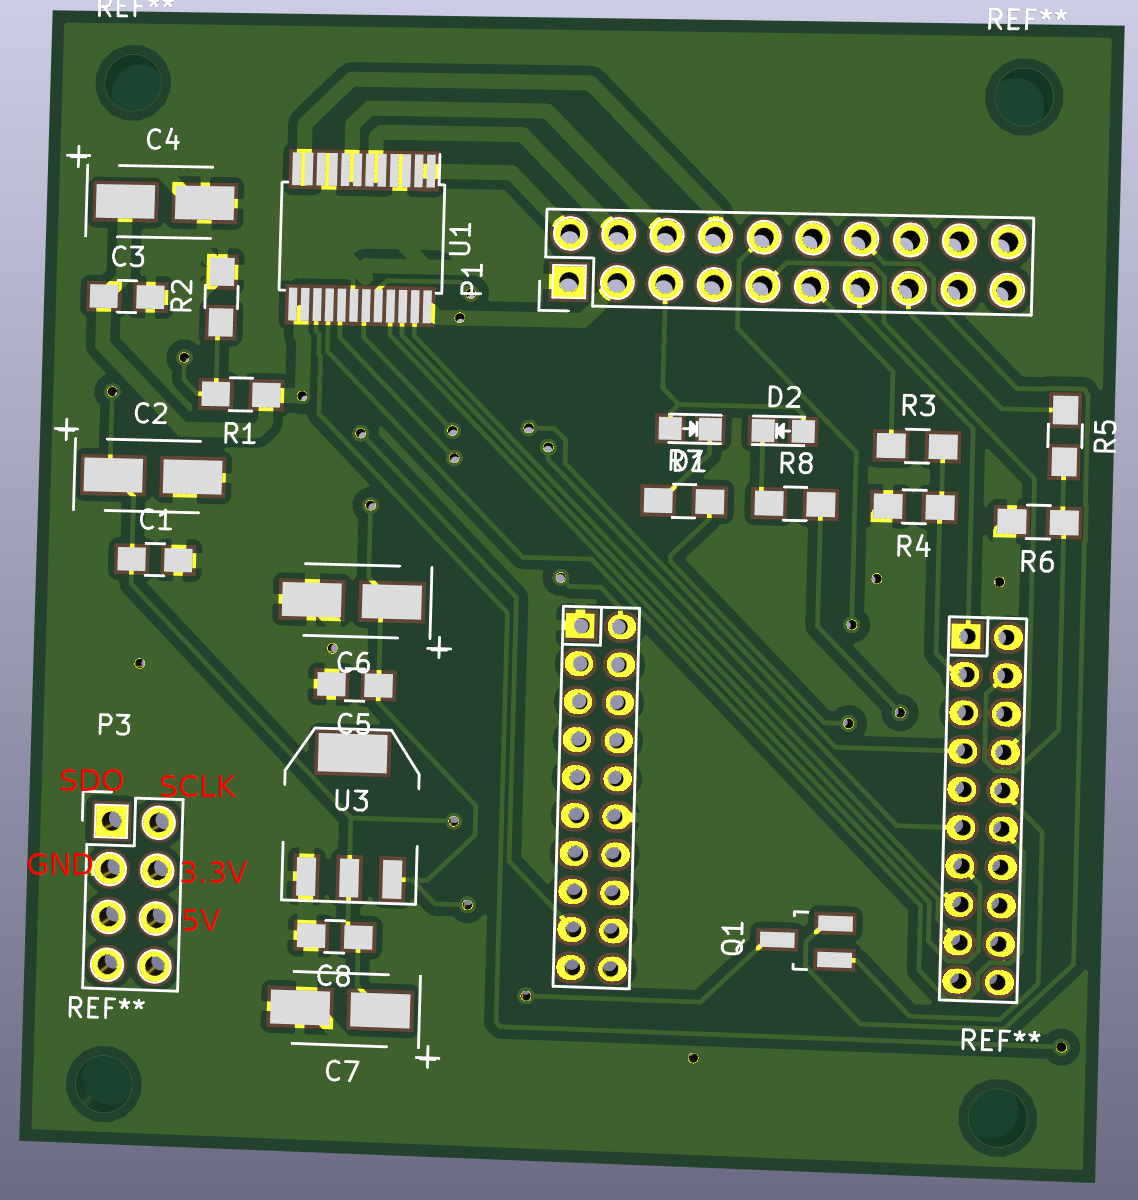 REF**
REF**
C4
+
U1
C3
R2
P1
D2
R3
C2
+
R1
R5
D1
R8
C1
R4
R6
C6
+
C5
P3
SDO
SCLK
U3
GND
3.3V
5V
Q1
C8
REF**
REF**
C7
+